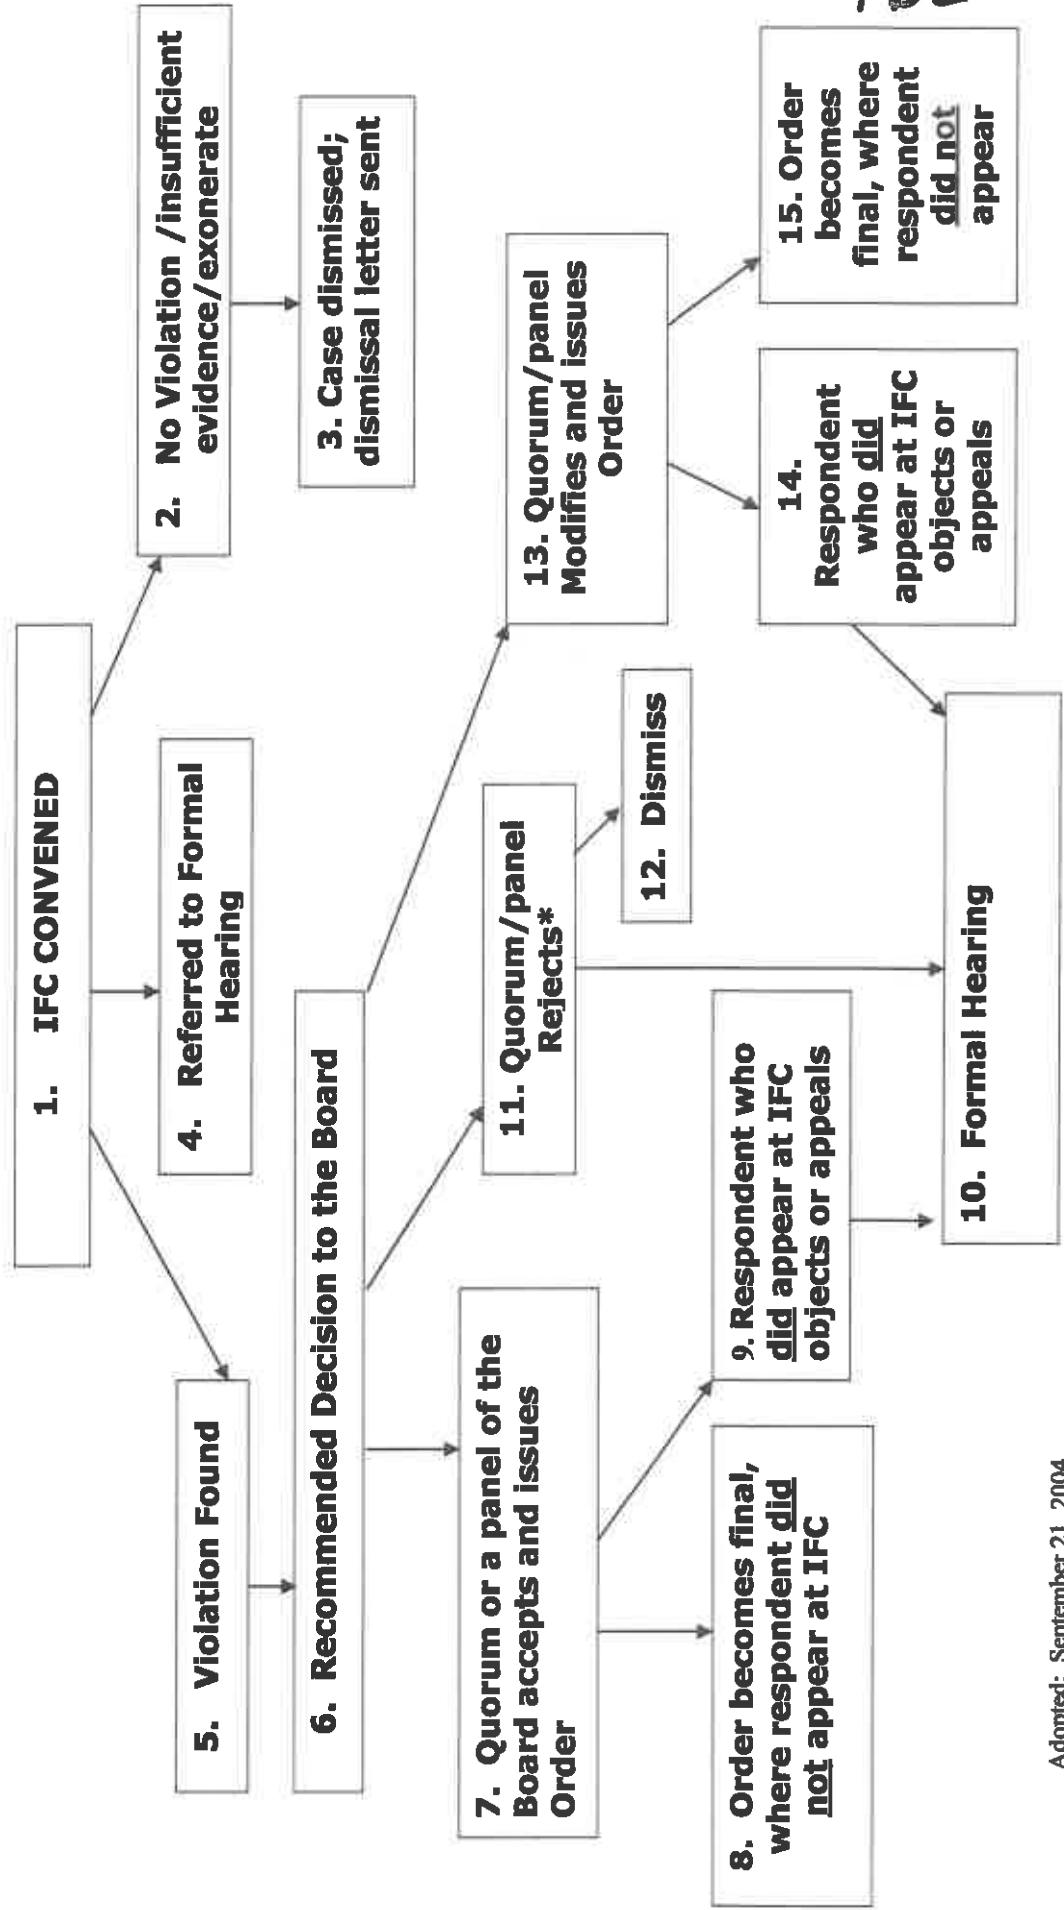 1. IFC CONVENED
2. No Violation /insufficient
evidence/exonerate
3. Case dismissed;
dismissal letter sent
4. Referred to Formal
Hearing
5. Violation Found
6. Recommended Decision to the Board
7. Quorum or a panel of the
Board accepts and issues
Order
8. Order becomes final,
where respondent did
not appear at IFC
9. Respondent who
did appear at IFC
objects or appeals
10. Formal Hearing
11. Quorum/panel
Rejects*
12. Dismiss
13. Quorum/panel
Modifies and issues
Order
14.
Respondent
who did
appear at IFC
objects or
appeals
15. Order
becomes
final, where
respondent
did not
appear
Adopted: September 21, 2004